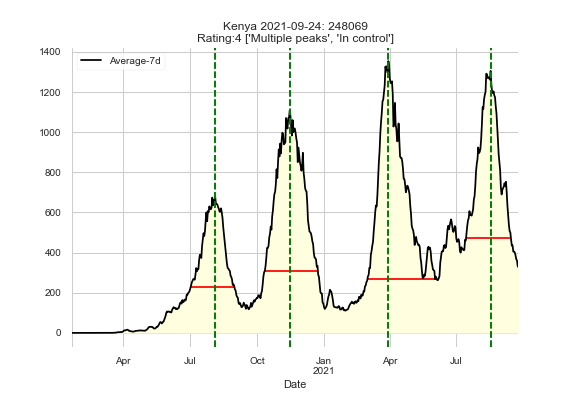 Kenya 2021-09-24: 248069
Rating:4 ['Multiple peaks', 'In control']
1400
Average-7d
1200
1000
800
600
400
200
0
Apr Jul Oct Jan Apr Jul
2021
Date